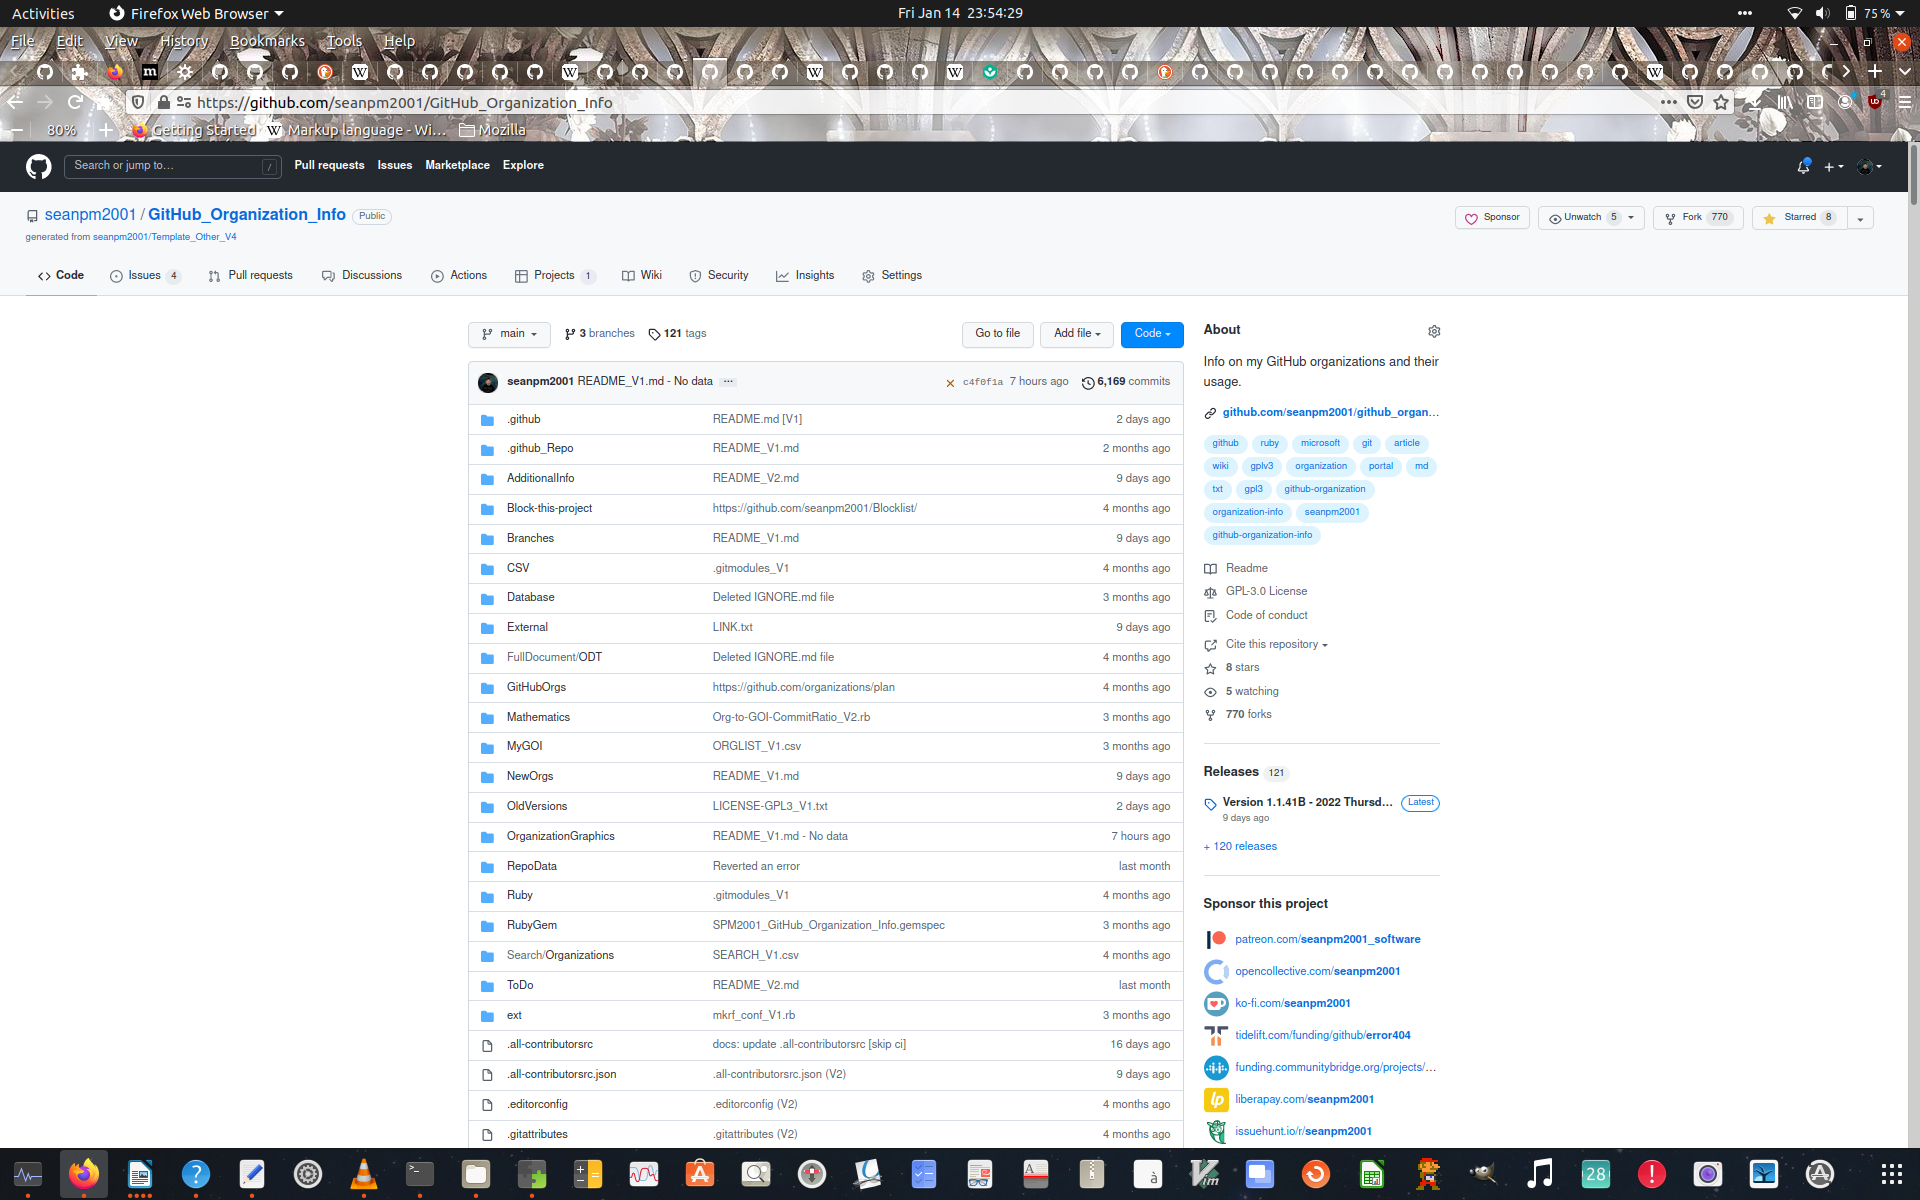 Activities Firefox Web Browser Fri Jan 14 23:54:29 75 %
File Edit View History Bookmarks Tools Help
https://github.com/seanpm2001/GitHub_Organization_Info 4
80% Getting Started Markup language - Wi… Mozilla
Search or jump to… / Pull requests Issues Marketplace Explore
seanpm2001 / GitHub_Organization_Info Public Sponsor Unwatch 5 Fork 770 Starred 8
generated from seanpm2001/Template_Other_V4
Code Issues 4 Pull requests Discussions Actions Projects 1 Wiki Security Insights Settings
main 3 branches 121 tags Go to file Add file Code
seanpm2001 README_V1.md - No data ... c4f0f1a 7 hours ago 6,169 commits
.github README.md [V1] 2 days ago
.github_Repo README_V1.md 2 months ago
AdditionalInfo README_V2.md 9 days ago
Block-this-project https://github.com/seanpm2001/Blocklist/ 4 months ago
Branches README_V1.md 9 days ago
CSV .gitmodules_V1 4 months ago
Database Deleted IGNORE.md file 3 months ago
External LINK.txt 9 days ago
FullDocument/ODT Deleted IGNORE.md file 4 months ago
GitHubOrgs https://github.com/organizations/plan 4 months ago
Mathematics Org-to-GOI-CommitRatio_V2.rb 3 months ago
MyGOI ORGLIST_V1.csv 3 months ago
NewOrgs README_V1.md 9 days ago
OldVersions LICENSE-GPL3_V1.txt 2 days ago
OrganizationGraphics README_V1.md - No data 7 hours ago
RepoData Reverted an error last month
Ruby .gitmodules_V1 4 months ago
RubyGem SPM2001_GitHub_Organization_Info.gemspec 3 months ago
Search/Organizations SEARCH_V1.csv 4 months ago
ToDo README_V2.md last month
ext mkrf_conf_V1.rb 3 months ago
.all-contributorsrc docs: update .all-contributorsrc [skip ci] 16 days ago
.all-contributorsrc.json .all-contributorsrc.json (V2) 9 days ago
.editorconfig .editorconfig (V2) 4 months ago
.gitattributes .gitattributes (V2) 4 months ago
About
Info on my GitHub organizations and their
usage.
github.com/seanpm2001/github_organ…
github ruby microsoft git article
wiki gplv3 organization portal md
txt gpl3 github-organization
organization-info seanpm2001
github-organization-info
Readme
GPL-3.0 License
Code of conduct
Cite this repository
8 stars
5 watching
770 forks
Releases 121
Version 1.1.41B - 2022 Thursd... Latest
9 days ago
+ 120 releases
Sponsor this project
patreon.com/seanpm2001_software
opencollective.com/seanpm2001
ko-fi.com/seanpm2001
tidelift.com/funding/github/error404
funding.communitybridge.org/projects/…
liberapay.com/seanpm2001
issuehunt.io/r/seanpm2001
28